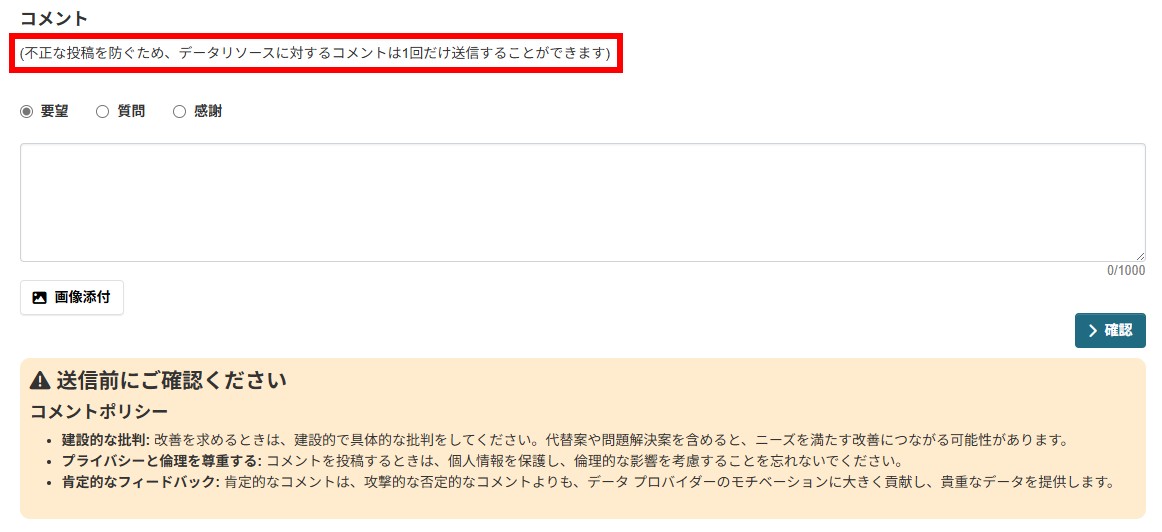 コメント
(不正な投稿を防ぐため、データリソースに対するコメントは1回だけ送信することができます)
要望 質問 感謝
0/1000
画像添付
確認
送信前にご確認ください
コメントポリシー
• 建設的な批判: 改善を求めるときは、建設的で具体的な批判をしてください。代替案や問題解決案を含めると、ニーズを満たす改善につながる可能性があります。
• プライバシーと倫理を尊重する: コメントを投稿するときは、個人情報を保護し、倫理的な影響を考慮することを忘れないでください。
• 肯定的なフィードバック: 肯定的なコメントは、攻撃的な否定的なコメントよりも、データ プロバイダーのモチベーションに大きく貢献し、貴重なデータを提供します。